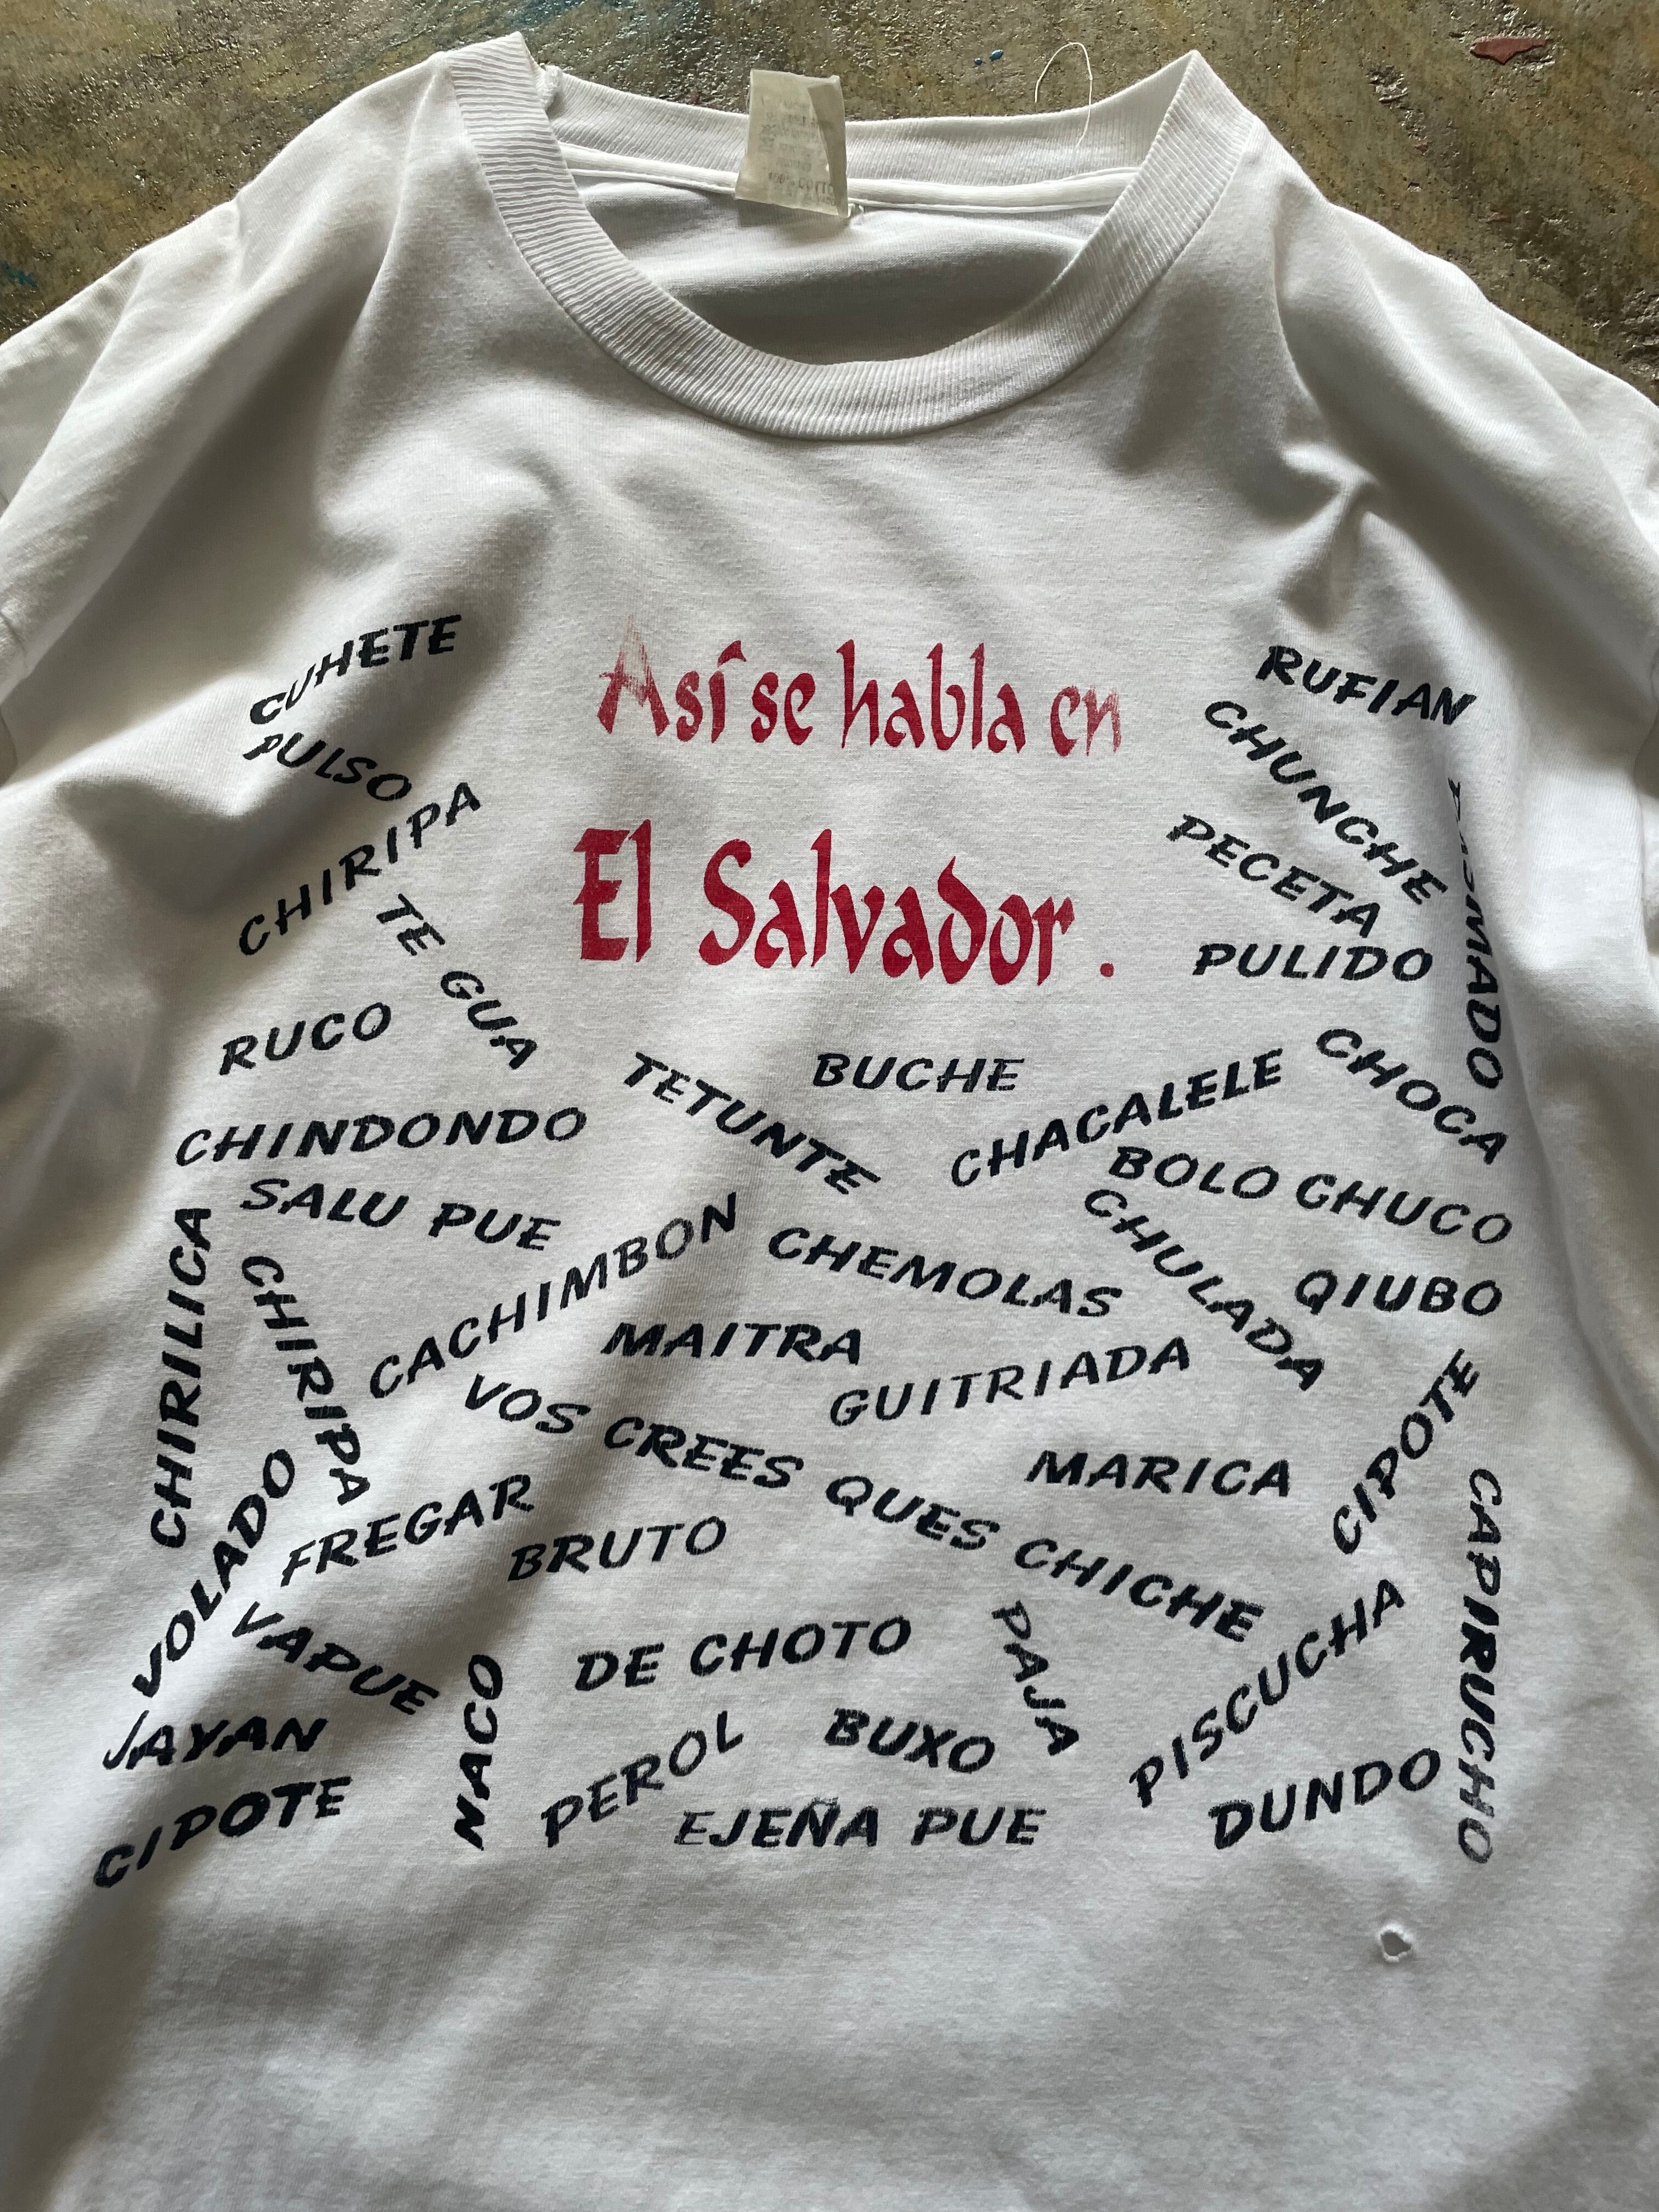 Así se habla en
El Salvador.
CUHETE
PULSO
CHIRIPA
TE GUA
RUCO
CHINDONDO
SALU PUE
CHIRILICA
CHIRIPA
VOLADO
FREGAR
VAPUE
JAYAN
CIPOTE
NACO
TETUNTE
BUCHE
CACHIMBON
CHEMOLAS
MAITRA
GUITRIADA
VOS CREES QUES CHICHE
BRUTO
DE CHOTO
PEROL
BUXO
EJEÑA PUE
PAJA
MARICA
RUFIAN
CHUNCHE
PECETA
PULIDO
CHOCA
CHACALELE
BOLO CHUCO
CHULADA
QIUBO
CIPOTE
CAPIRUCHO
PISCUCHA
DUNDO